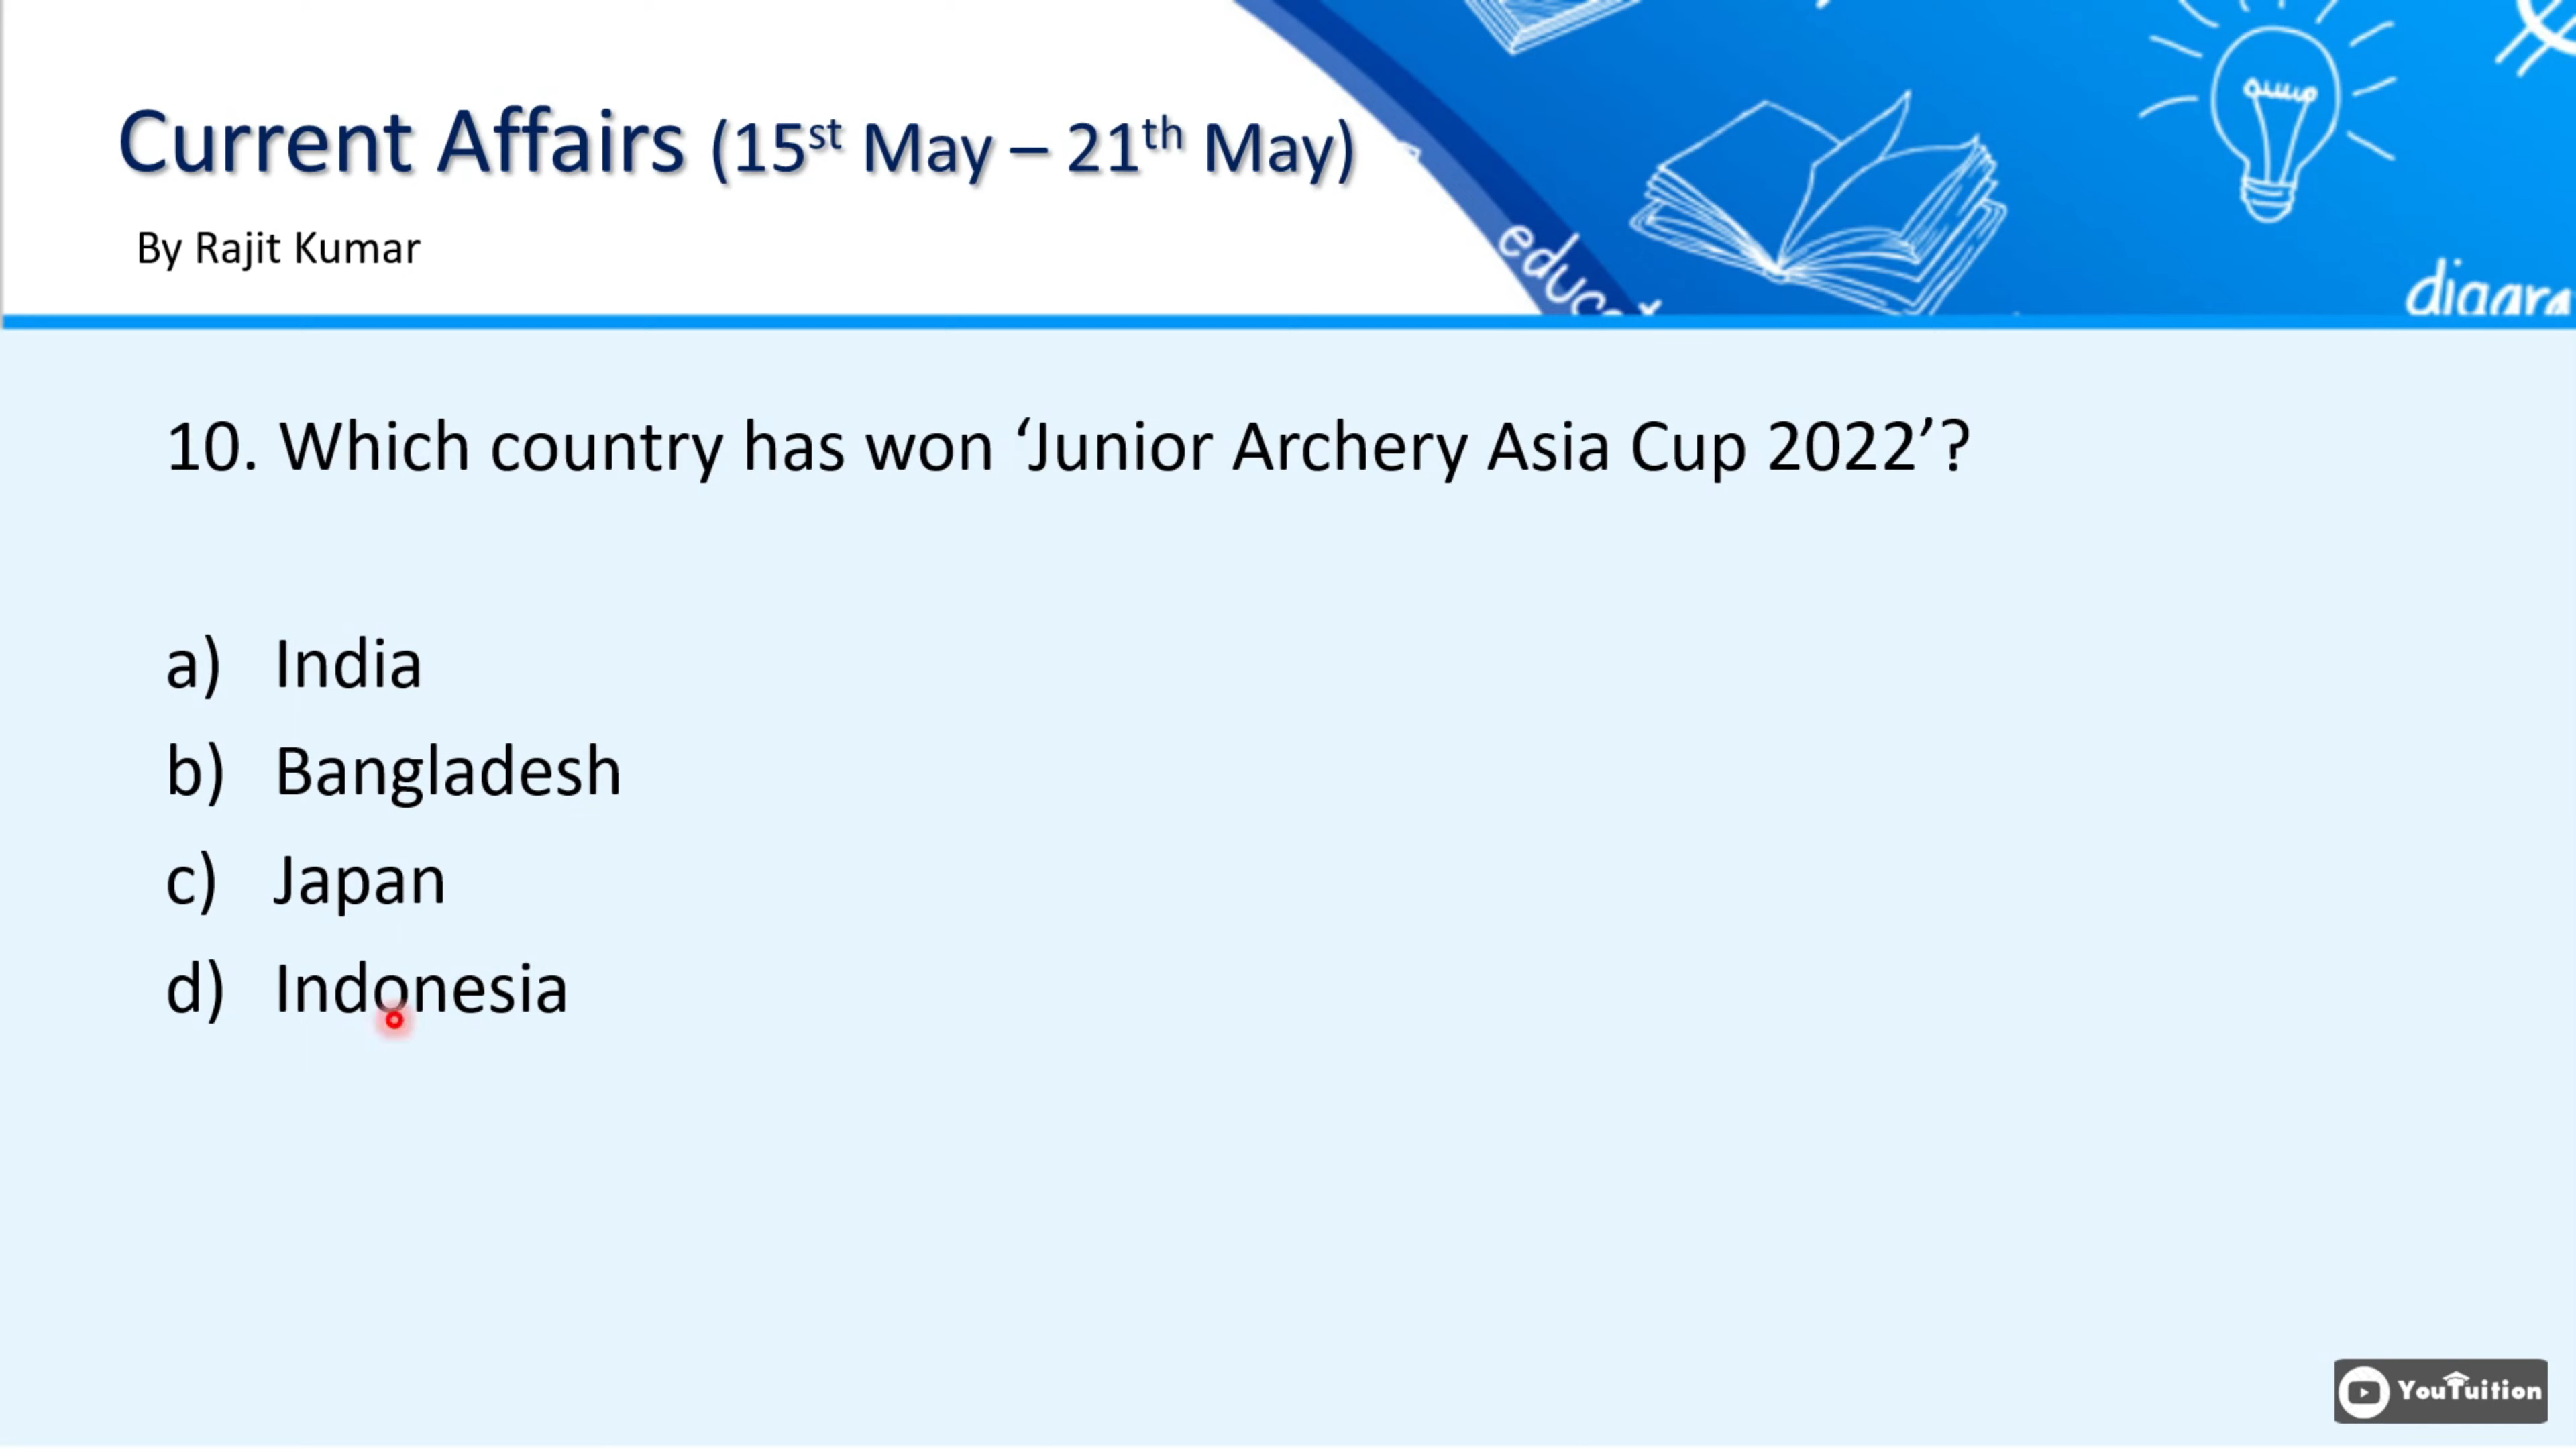 Current Affairs (15st May – 21th May)
By Rajit Kumar
10. Which country has won ‘Junior Archery Asia Cup 2022’?
a) India
b) Bangladesh
c) Japan
d) Indonesia
YouTuition